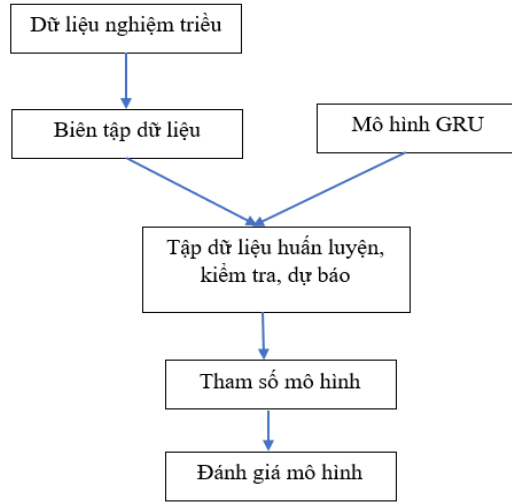 Dữ liệu nghiệm triều
Biên tập dữ liệu
Mô hình GRU
Tập dữ liệu huấn luyện,
kiểm tra, dự báo
Tham số mô hình
Đánh giá mô hình